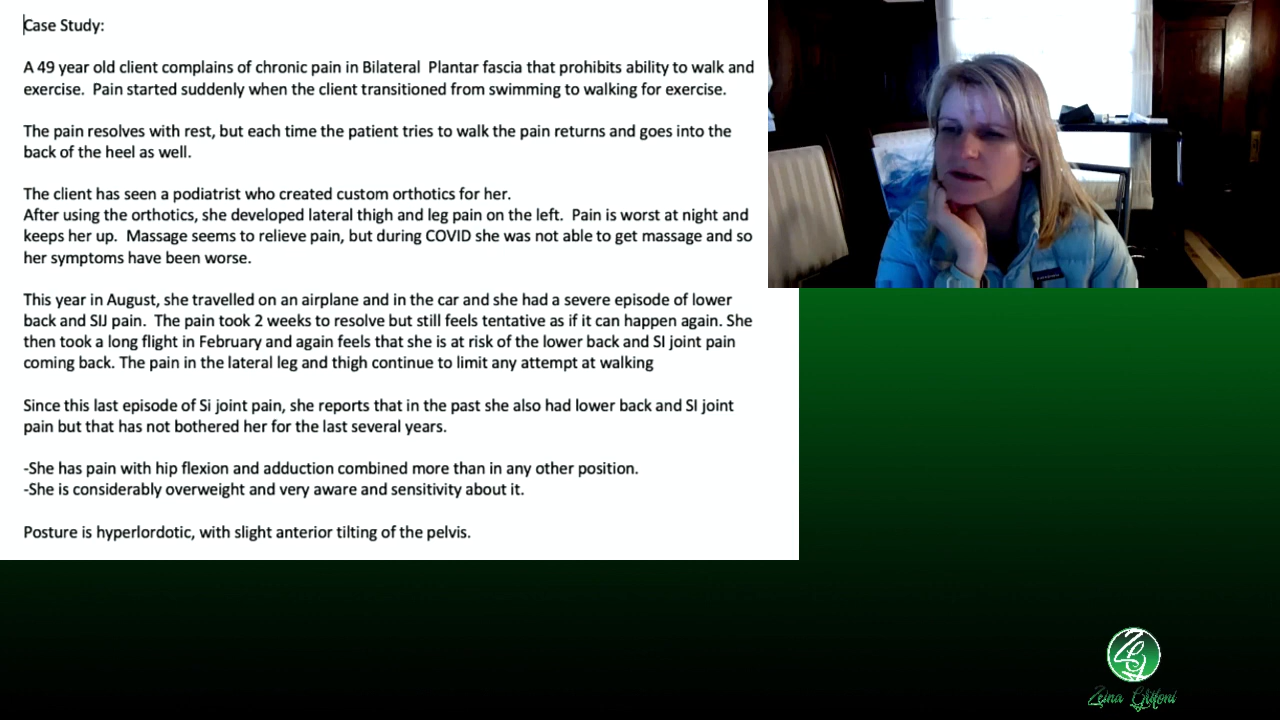 Case Study:
A 49 year old client complains of chronic pain in Bilateral Plantar fascia that prohibits ability to walk and
exercise. Pain started suddenly when the client transitioned from swimming to walking for exercise.
The pain resolves with rest, but each time the patient tries to walk the pain returns and goes into the
back of the heel as well.
The client has seen a podiatrist who created custom orthotics for her.
After using the orthotics, she developed lateral thigh and leg pain on the left. Pain is worst at night and
keeps her up. Massage seems to relieve pain, but during COVID she was not able to get massage and so
her symptoms have been worse.
This year in August, she travelled on an airplane and in the car and she had a severe episode of lower
back and SIJ pain. The pain took 2 weeks to resolve but still feels tentative as if it can happen again. She
then took a long flight in February and again feels that she is at risk of the lower back and SI joint pain
coming back. The pain in the lateral leg and thigh continue to limit any attempt at walking
Since this last episode of Si joint pain, she reports that in the past she also had lower back and SI joint
pain but that has not bothered her for the last several years.
-She has pain with hip flexion and adduction combined more than in any other position.
-She is considerably overweight and very aware and sensitivity about it.
Posture is hyperlordotic, with slight anterior tilting of the pelvis.
ZG
Zeina Grifoni